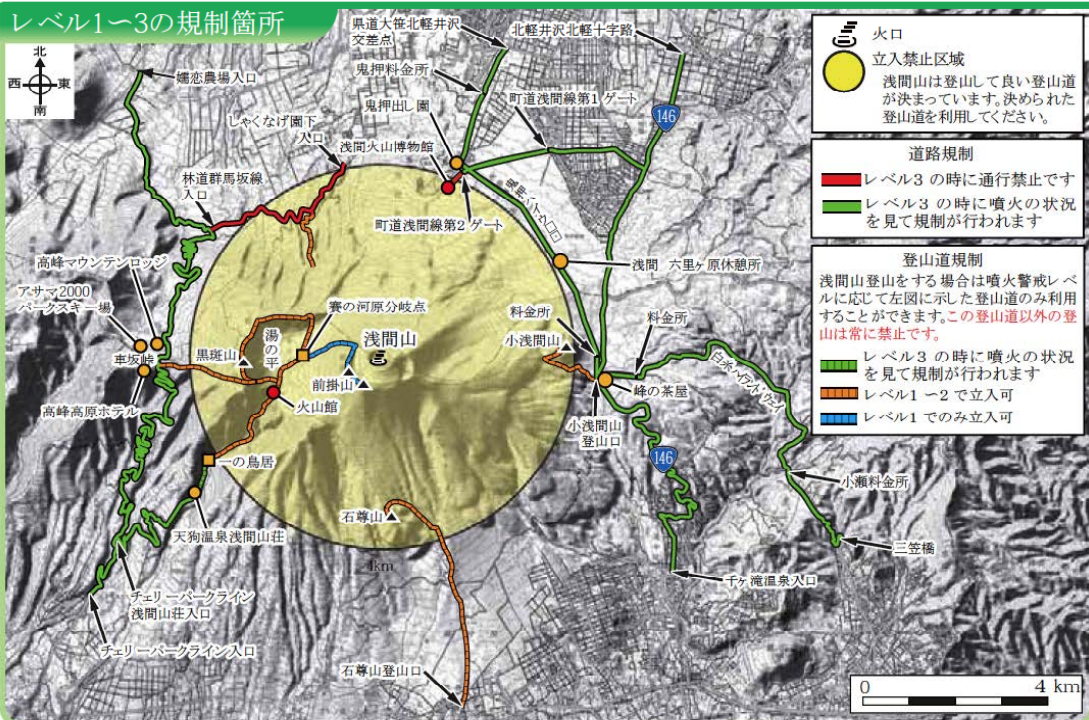 レベル1〜3の規制箇所
北
西
東
南
県道大笹北軽井沢
交差点
北軽井沢北軽十字路
嬬恋農場入口
鬼押料金所
鬼押出し園
町道浅間線第1 ゲート
146
しゃくなげ園下
入口
浅間火山博物館
林道群馬坂線
入口
町道浅間線第2 ゲート
高峰マウンテンロッジ
浅間 六里ヶ原休憩所
アサマ2000
パークスキー場
賽の河原分岐点
料金所
料金所
湯の平
浅間山
小浅間山
黒斑山
白糸ハイランドウェイ
車坂峠
前掛山
峰の茶屋
高峰高原ホテル
火山館
小浅間山
登山口
一の鳥居
146
小瀬料金所
石尊山
天狗温泉浅間山荘
三笠橋
4km
千ヶ滝温泉入口
チェリーパークライン
浅間山荘入口
チェリーパークライン入口
石尊山登山口
0
4 km
火口
立入禁止区域
浅間山は登山して良い登山道
が決まっています。決められた
登山道を利用してください。
道路規制
レベル3 の時に通行禁止です
レベル3 の時に噴火の状況
を見て規制が行われます
登山道規制
浅間山登山をする場合は噴火警戒レベ
ルに応じて左図に示した登山道のみ利用
することができます。この登山道以外の登
山は常に禁止です。
レベル3 の時に噴火の状況
を見て規制が行われます
レベル1 〜2 で立入可
レベル1 でのみ立入可